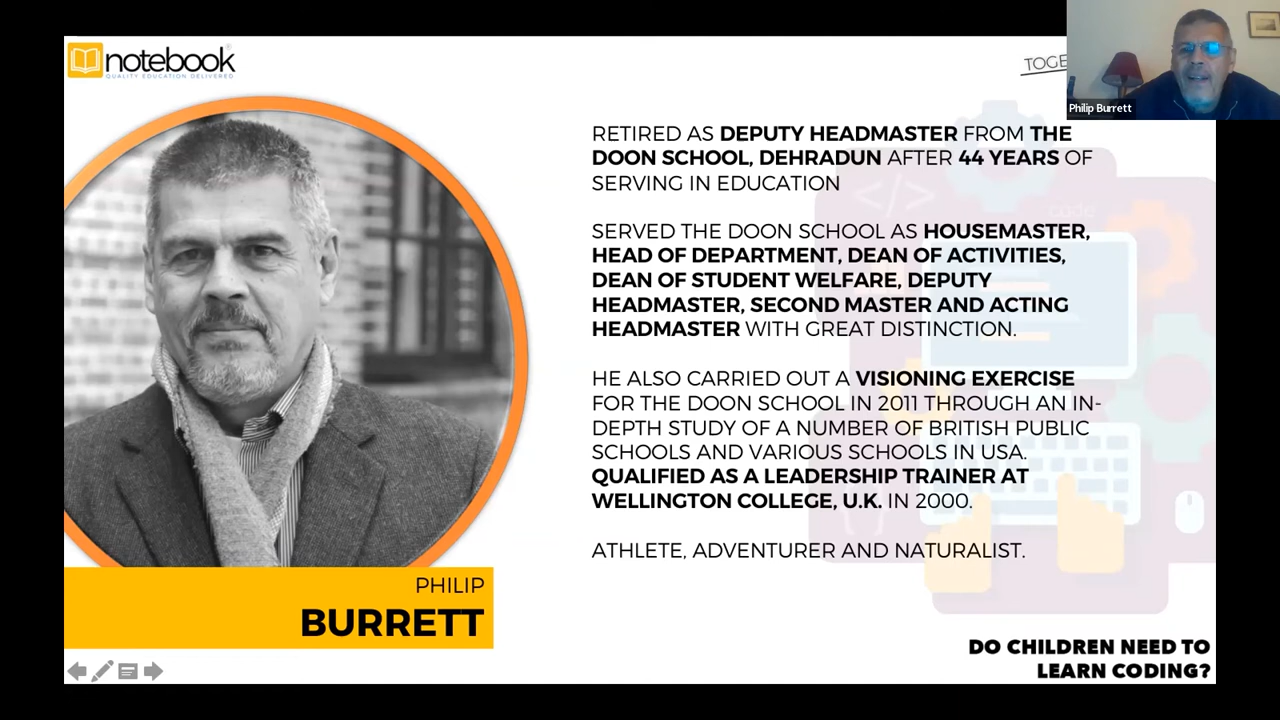 notebook
QUALITY EDUCATION DELIVERED
Philip Burrett
RETIRED AS DEPUTY HEADMASTER FROM THE
DOON SCHOOL, DEHRADUN AFTER 44 YEARS OF
SERVING IN EDUCATION
SERVED THE DOON SCHOOL AS HOUSEMASTER,
HEAD OF DEPARTMENT, DEAN OF ACTIVITIES,
DEAN OF STUDENT WELFARE, DEPUTY
HEADMASTER, SECOND MASTER AND ACTING
HEADMASTER WITH GREAT DISTINCTION.
HE ALSO CARRIED OUT A VISIONING EXERCISE
FOR THE DOON SCHOOL IN 2011 THROUGH AN IN-
DEPTH STUDY OF A NUMBER OF BRITISH PUBLIC
SCHOOLS AND VARIOUS SCHOOLS IN USA.
QUALIFIED AS A LEADERSHIP TRAINER AT
WELLINGTON COLLEGE, U.K. IN 2000.
ATHLETE, ADVENTURER AND NATURALIST.
PHILIP
BURRETT
DO CHILDREN NEED TO
LEARN CODING?